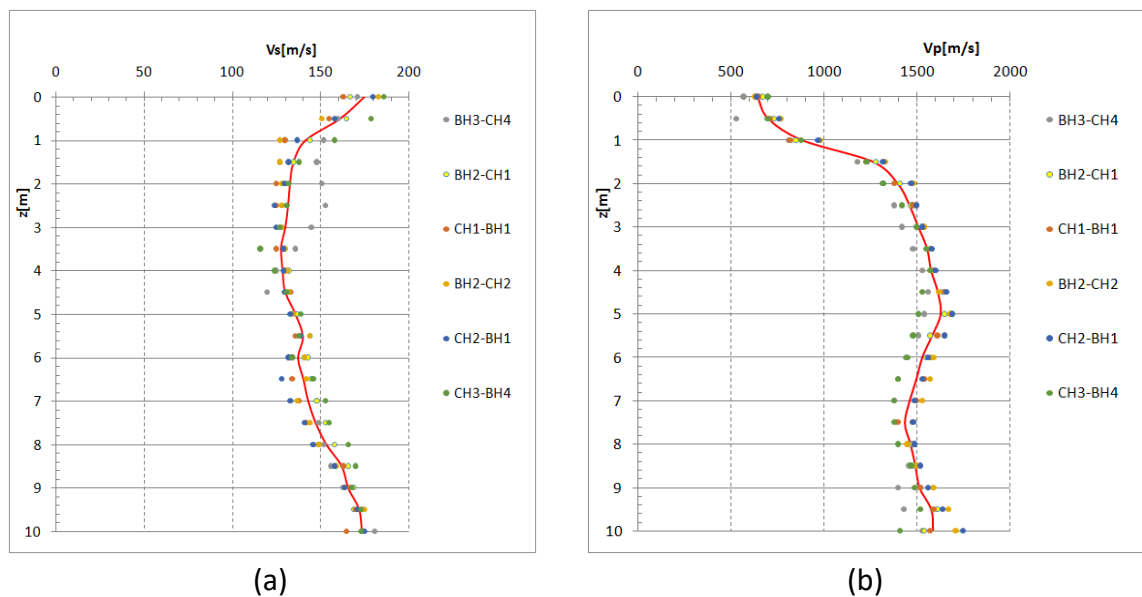 Vs[m/s]
0 50 100 150 200
z[m]
0
1
2
3
4
5
6
7
8
9
10
BH3-CH4
BH2-CH1
CH1-BH1
BH2-CH2
CH2-BH1
CH3-BH4
(a)
Vp[m/s]
0 500 1000 1500 2000
z[m]
0
1
2
3
4
5
6
7
8
9
10
BH3-CH4
BH2-CH1
CH1-BH1
BH2-CH2
CH2-BH1
CH3-BH4
(b)